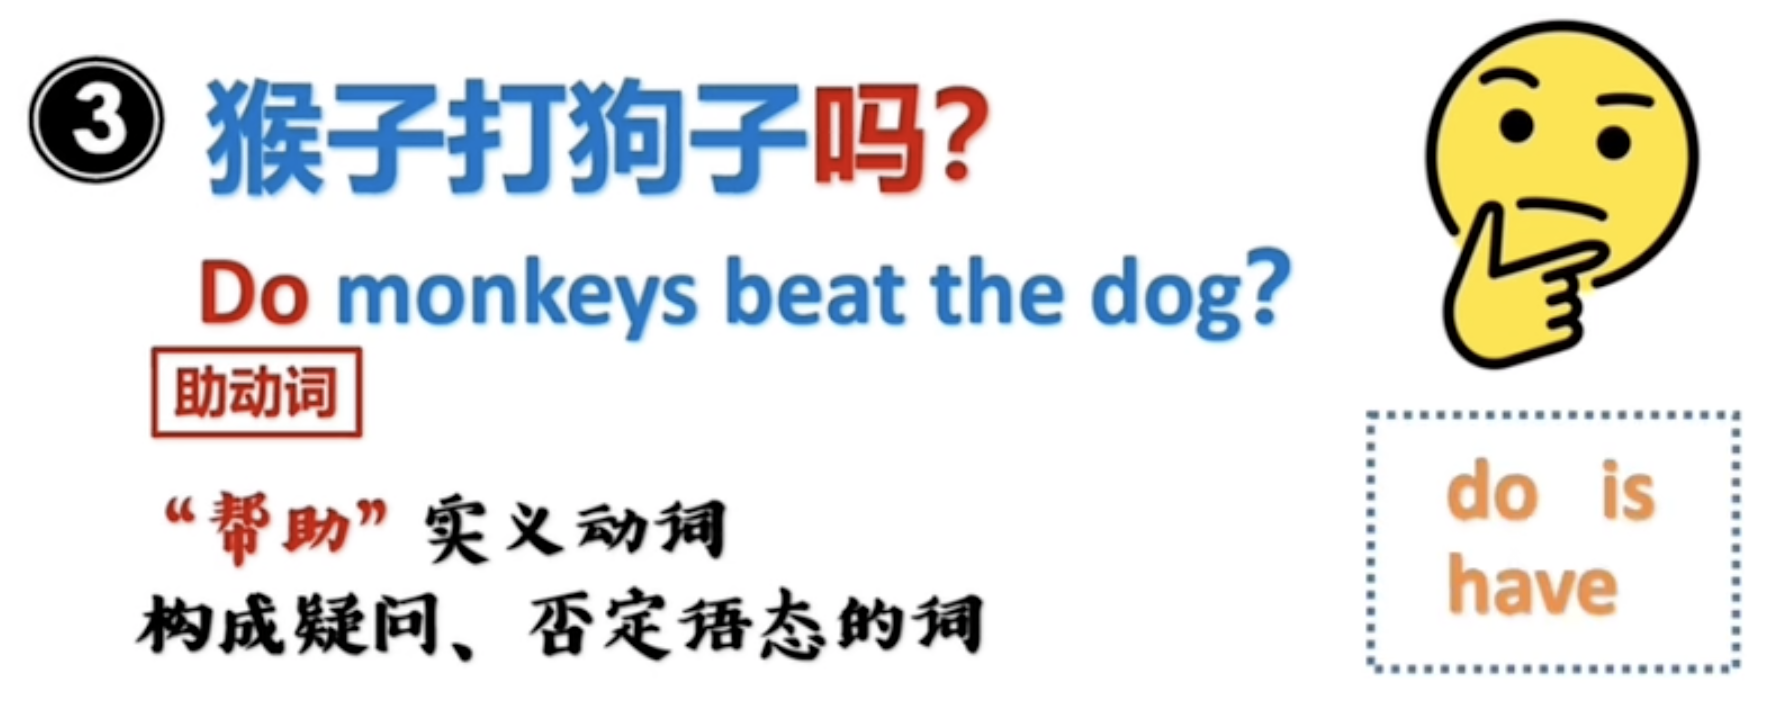 3 猴子打狗子吗?
Do monkeys beat the dog?
助动词
“帮助”实义动词
构成疑问、否定语态的词
do is
have